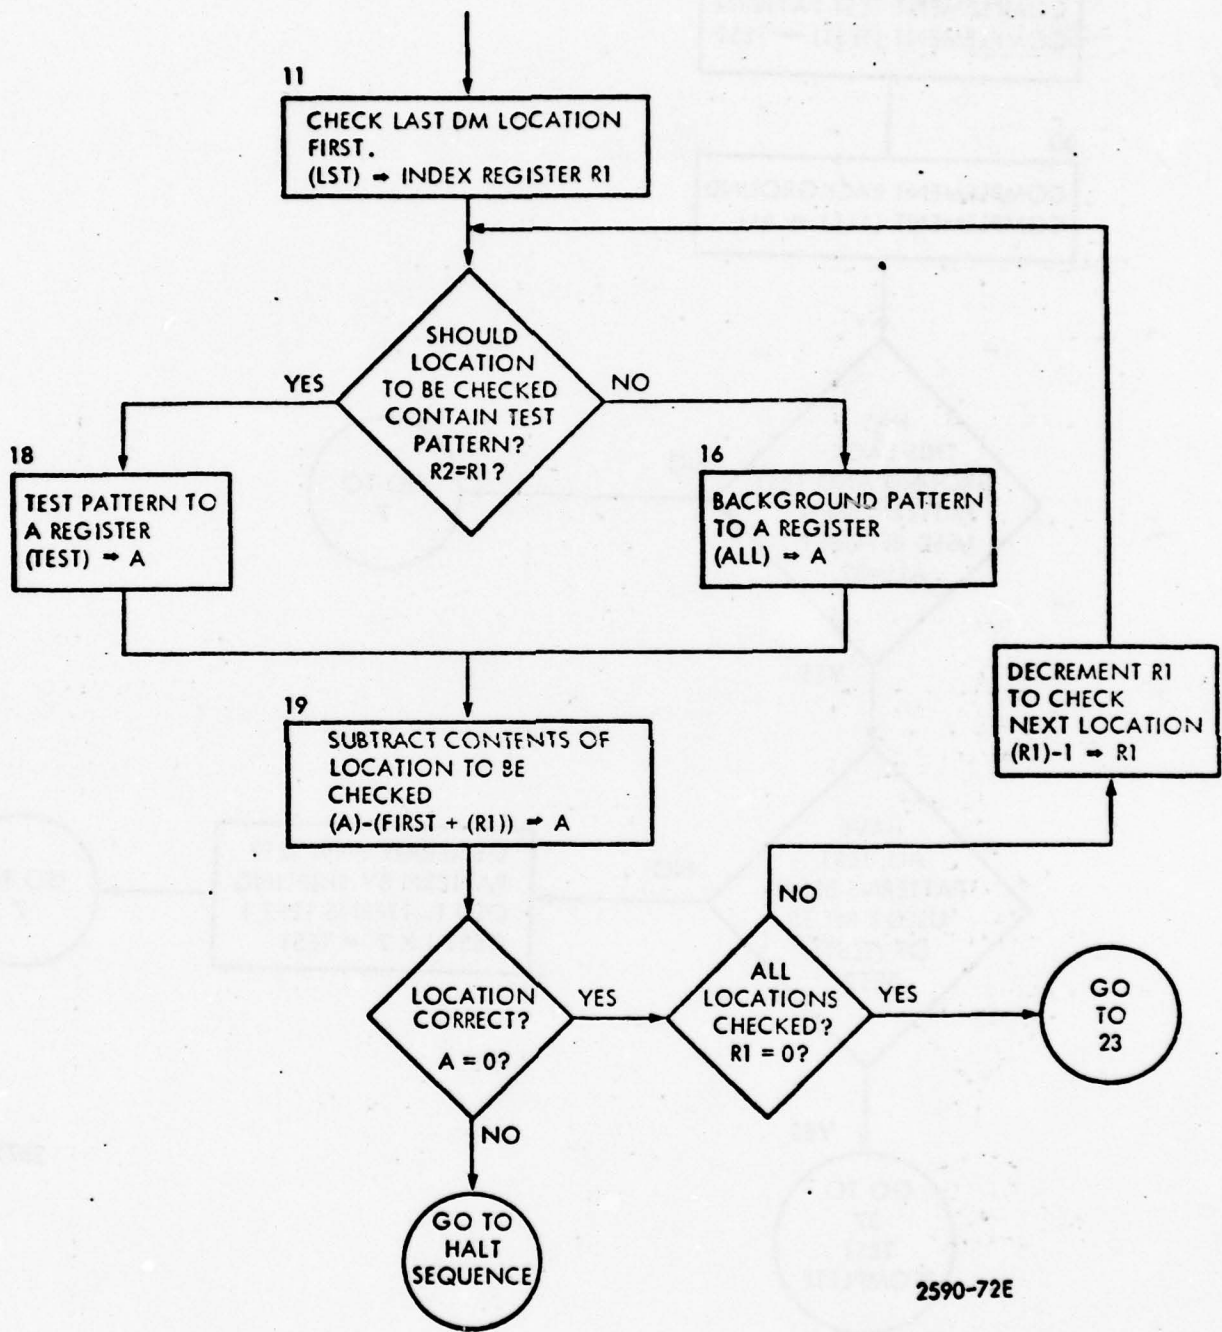 11
CHECK LAST DM LOCATION
FIRST.
(LST) ⇒ INDEX REGISTER R1
SHOULD
LOCATION
TO BE CHECKED
CONTAIN TEST
PATTERN?
R2=R1?
YES
NO
18
TEST PATTERN TO
A REGISTER
(TEST) ⇒ A
16
BACKGROUND PATTERN
TO A REGISTER
(ALL) ⇒ A
19
SUBTRACT CONTENTS OF
LOCATION TO BE
CHECKED
(A)-(FIRST + (R1)) ⇒ A
DECREMENT R1
TO CHECK
NEXT LOCATION
(R1)-1 ⇒ R1
LOCATION
CORRECT?
A = 0?
YES
NO
ALL
LOCATIONS
CHECKED?
R1 = 0?
NO
YES
GO
TO
23
GO TO
HALT
SEQUENCE
2590-72E